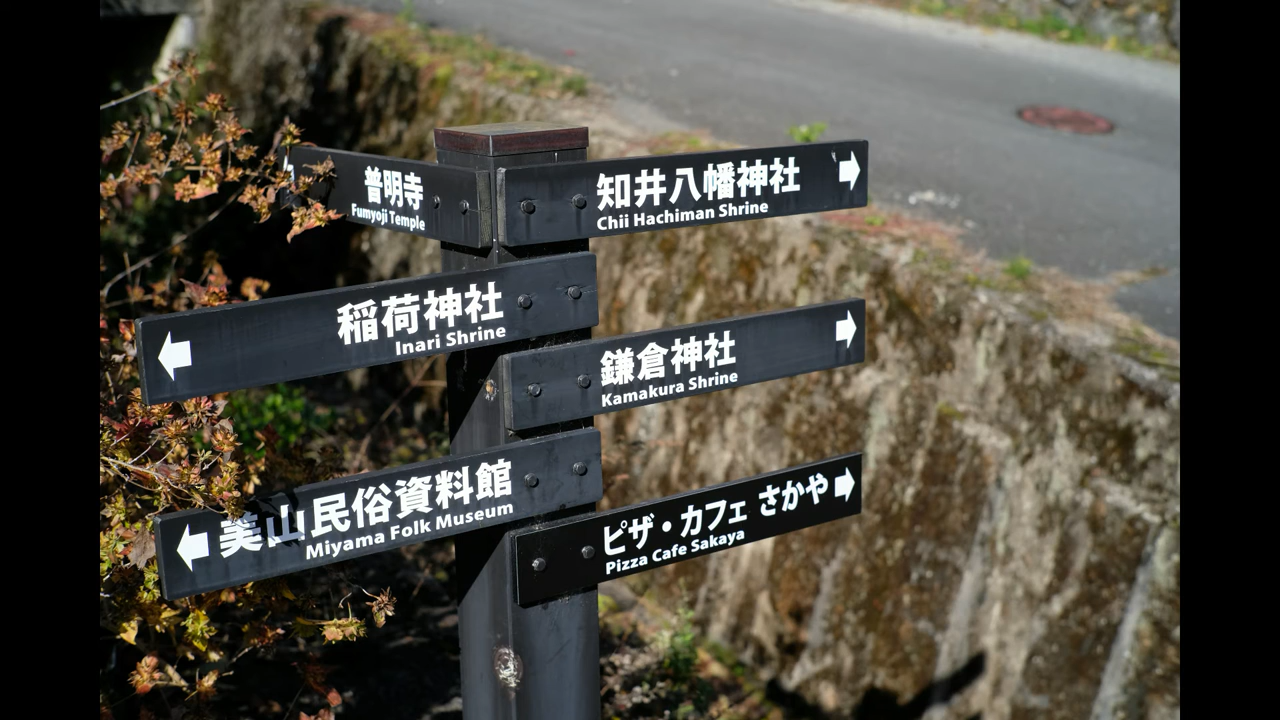 普明寺
Fumyoji Temple
知井八幡神社
Chii Hachiman Shrine
稲荷神社
Inari Shrine
鎌倉神社
Kamakura Shrine
美山民俗資料館
Miyama Folk Museum
ピザ・カフェ さかや
Pizza Cafe Sakaya